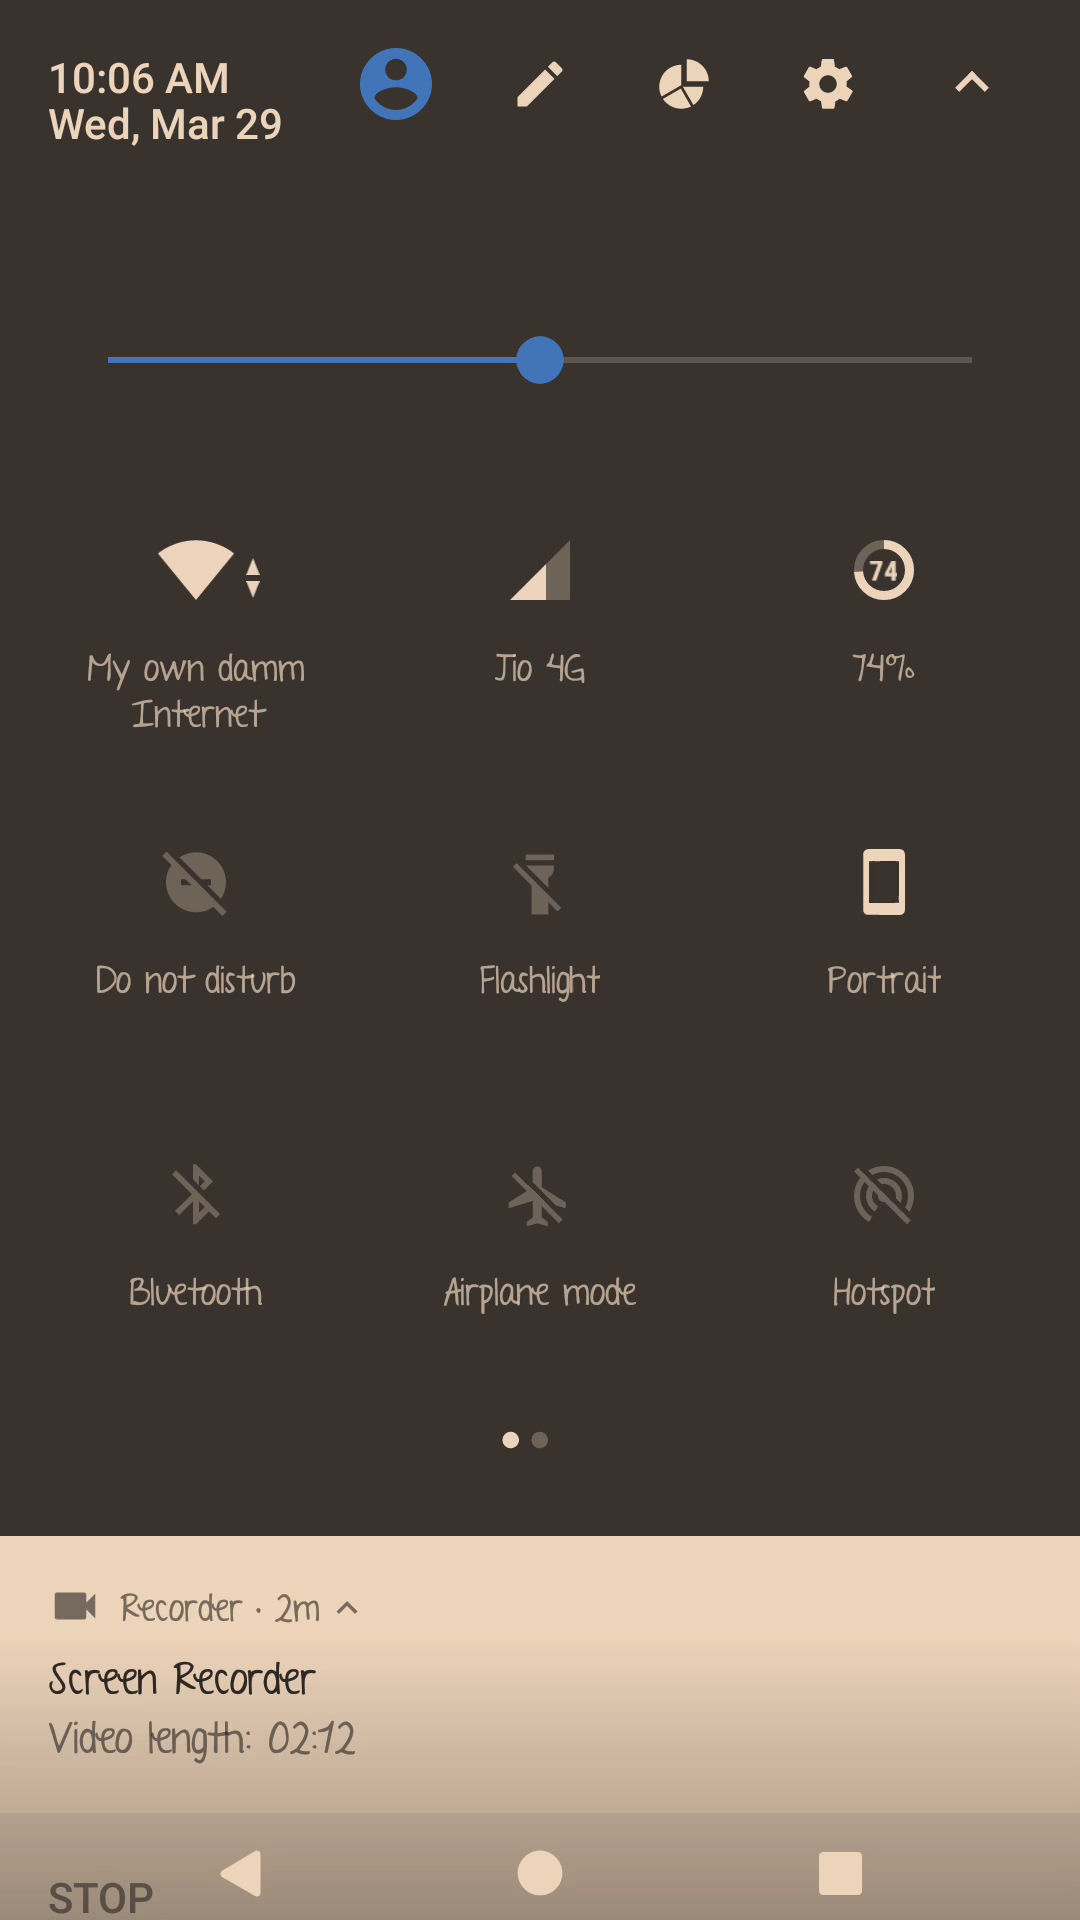 10:06 AM
Wed, Mar 29
74
My own damm
Internet
Jio 4G
74%
Do not disturb
Flashlight
Portrait
Bluetooth
Airplane mode
Hotspot
Recorder · 2m
Screen Recorder
Video length: 02:12
STOP